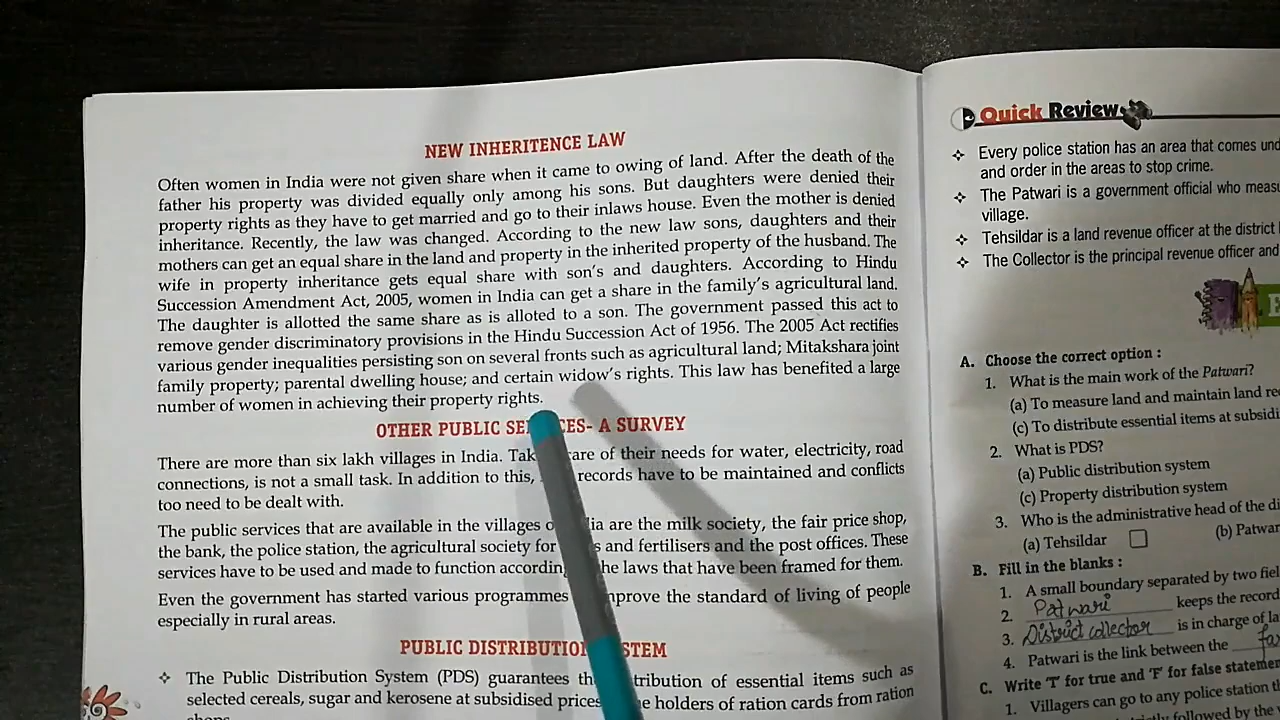 NEW INHERITENCE LAW
Often women in India were not given share when it came to owing of land. After the death of the
father his property was divided equally only among his sons. But daughters were denied their
property rights as they have to get married and go to their inlaws house. Even the mother is denied
inheritance. Recently, the law was changed. According to the new law sons, daughters and their
mothers can get an equal share in the land and property in the inherited property of the husband. The
wife in property inheritance gets equal share with son's and daughters. According to Hindu
Succession Amendment Act, 2005, women in India can get a share in the family's agricultural land.
The daughter is allotted the same share as is alloted to a son. The government passed this act to
remove gender discriminatory provisions in the Hindu Succession Act of 1956. The 2005 Act rectifies
various gender inequalities persisting son on several fronts such as agricultural land; Mitakshara joint
family property; parental dwelling house; and certain widow's rights. This law has benefited a large
number of women in achieving their property rights.
OTHER PUBLIC SE CES- A SURVEY
There are more than six lakh villages in India. Tak are of their needs for water, electricity, road
connections, is not a small task. In addition to this, records have to be maintained and conflicts
too need to be dealt with.
The public services that are available in the villages o ia are the milk society, the fair price shop,
the bank, the police station, the agricultural society for s and fertilisers and the post offices. These
services have to be used and made to function according he laws that have been framed for them.
Even the government has started various programmes mprove the standard of living of people
especially in rural areas.
PUBLIC DISTRIBUTIO STEM
❖ The Public Distribution System (PDS) guarantees th tribution of essential items such as
selected cereals, sugar and kerosene at subsidised prices e holders of ration cards from ration
Quick Review
❖ Every police station has an area that comes und
and order in the areas to stop crime.
❖ The Patwari is a government official who meas
village.
❖ Tehsildar is a land revenue officer at the district
❖ The Collector is the principal revenue officer and
A. Choose the correct option :
1. What is the main work of the Patwari?
(a) To measure land and maintain land re
(c) To distribute essential items at subsidi
2. What is PDS?
(a) Public distribution system
(c) Property distribution system
3. Who is the administrative head of the di
(a) Tehsildar (b) Patwar
B. Fill in the blanks :
1. A small boundary separated by two fiel
2. Patwari keeps the record
3. District collector is in charge of la
4. Patwari is the link between the fa
C. Write 'T' for true and 'F' for false statemen
1. Villagers can go to any police station t
followed by the